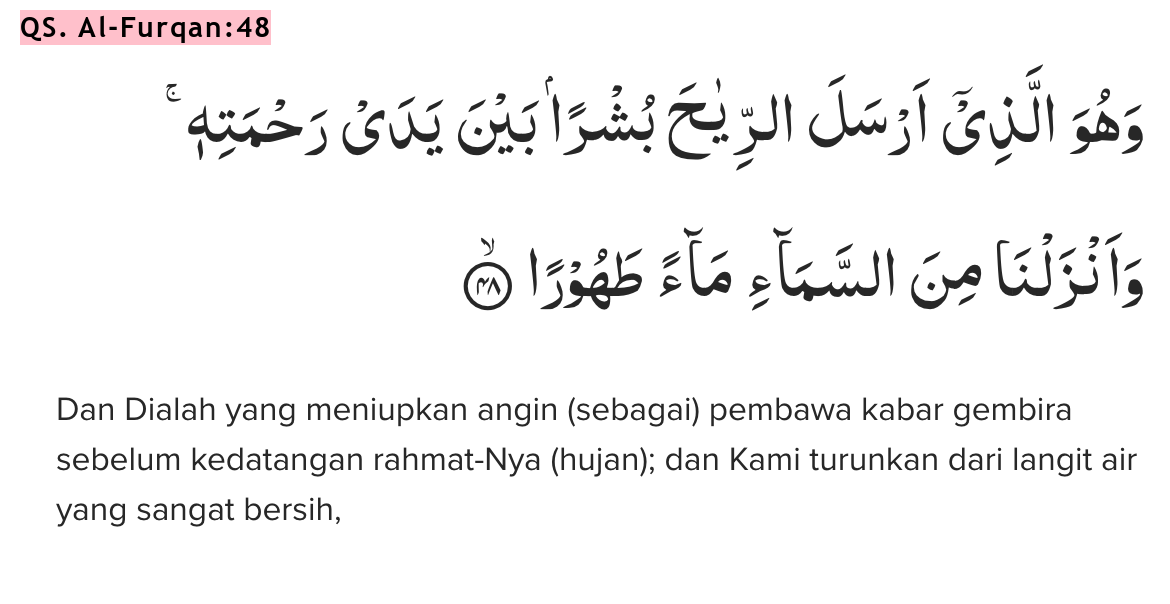 QS. Al-Furqan:48
وَهُوَ الَّذِيْٓ اَرْسَلَ الرِّيٰحَ بُشْرًاۢ بَيْنَ يَدَيْ رَحْمَتِهٖۚ
وَاَنْزَلْنَا مِنَ السَّمَاۤءِ مَاۤءً طَهُوْرًا ۙ ٤٨
Dan Dialah yang meniupkan angin (sebagai) pembawa kabar gembira
sebelum kedatangan rahmat-Nya (hujan); dan Kami turunkan dari langit air
yang sangat bersih,